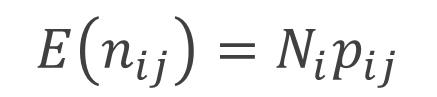 E(n_{ij}) = N_i p_{ij}